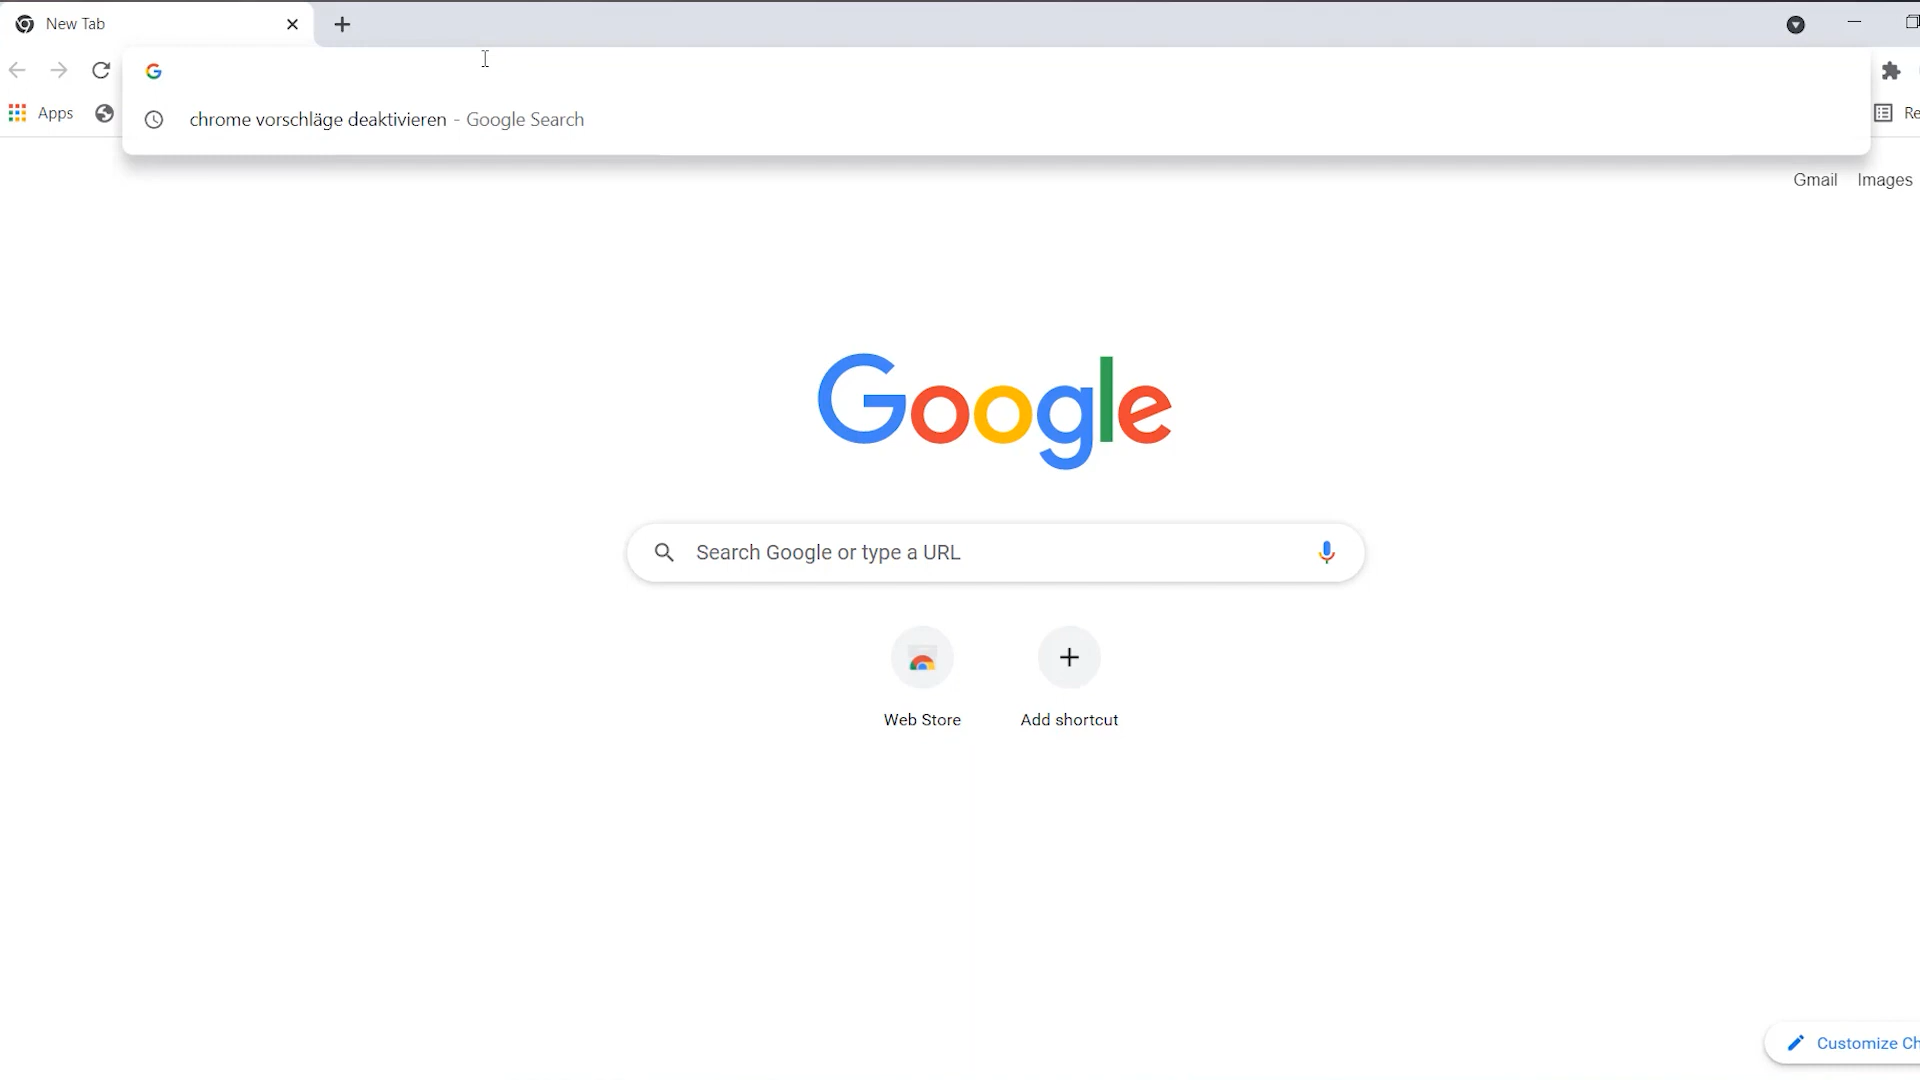 New Tab
chrome vorschläge deaktivieren - Google Search
Apps
Re
Gmail Images
Google
Search Google or type a URL
Web Store Add shortcut
Customize Ch